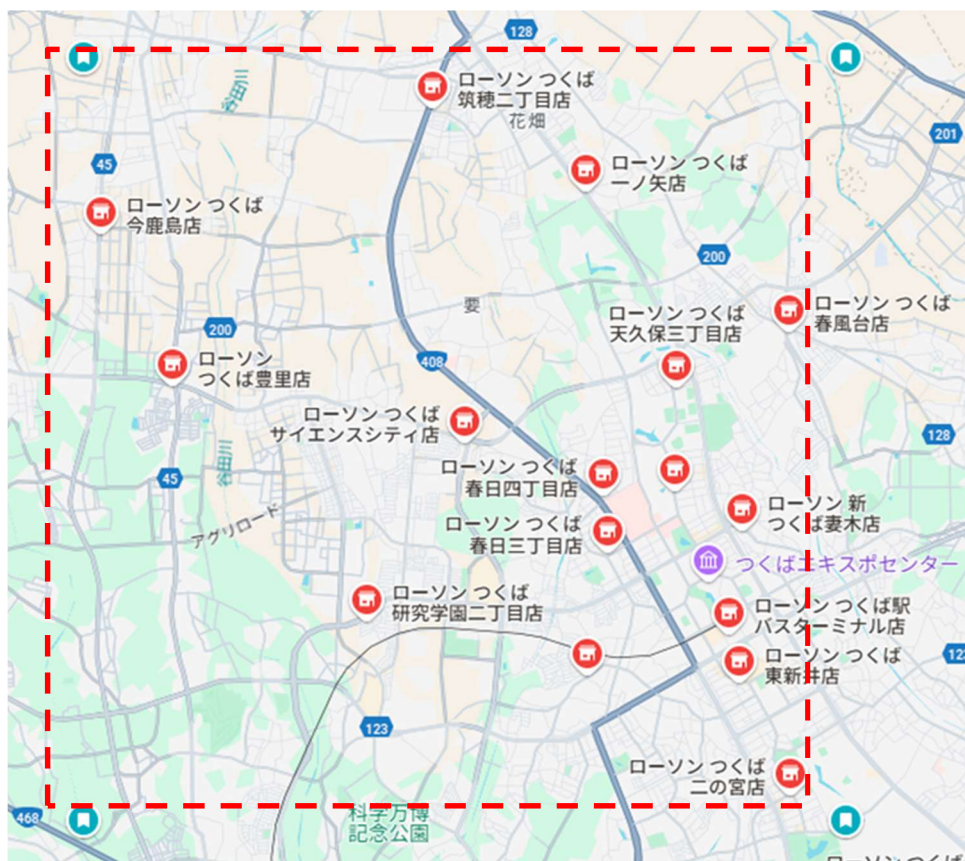 128
三田谷
ローソン つくば
筑穂二丁目店
花畑
201
45
ローソン つくば
一ノ矢店
ローソン つくば
今鹿島店
200
要
ローソン つくば
春風台店
ローソン つくば
天久保三丁目店
200
ローソン
つくば豊里店
408
ローソン つくば
サイエンスシティ店
128
ローソン つくば
春日四丁目店
45
ローソン 新
つくば妻木店
アグリロード
ローソン つくば
春日三丁目店
つくばエキスポセンター
ローソン つくば
研究学園二丁目店
ローソン つくば駅
バスターミナル店
ローソン つくば
東新井店
123
ローソン つくば
二の宮店
468
科学万博
記念公園
ローソン つくば